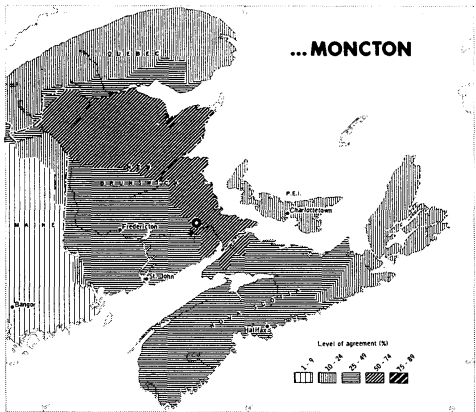 ...MONCTON
QUEBEC
NEW
BRUNSWICK
P.E.I.
Charlottetown
MAINE
Fredericton
St. John
Bangor
NOVA SCOTIA
Halifax
Level of agreement (%)
1 - 9
10 - 24
25 - 49
50 - 74
75 - 89